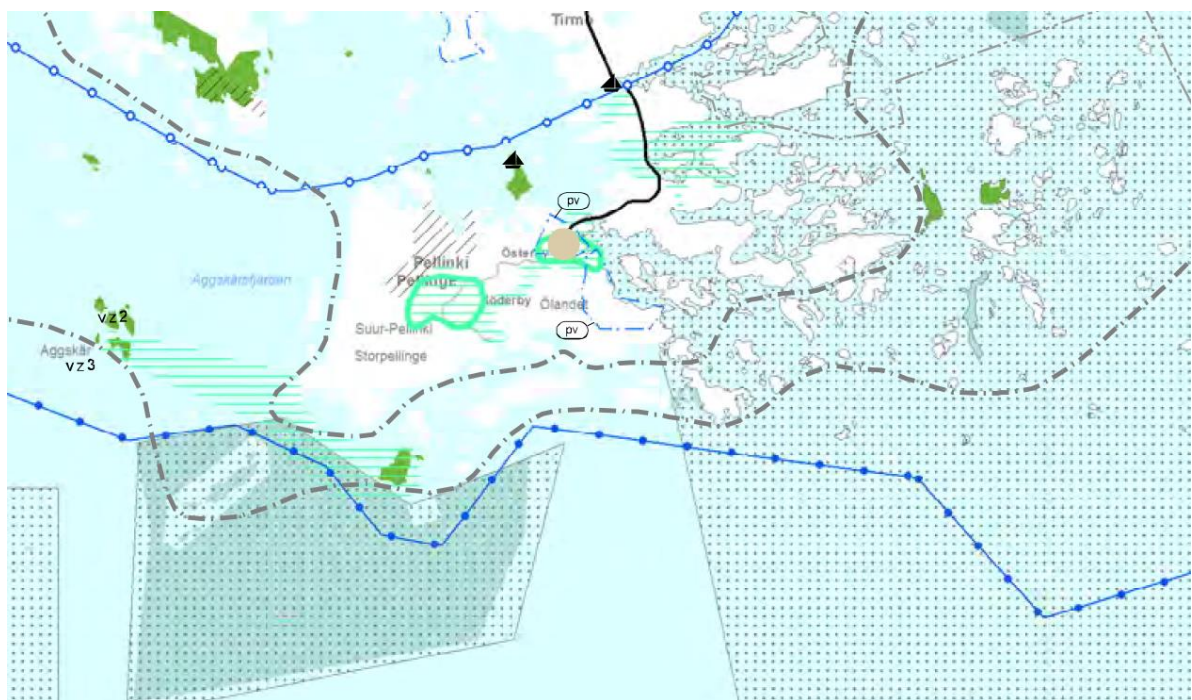 Tirmo
pv
Öster
Pellinki
Pellinge
Aggskärsfjärden
Söderby
Ölandet
vz2
pv
Suur-Pellinki
Aggskär
Storpellinge
vz3